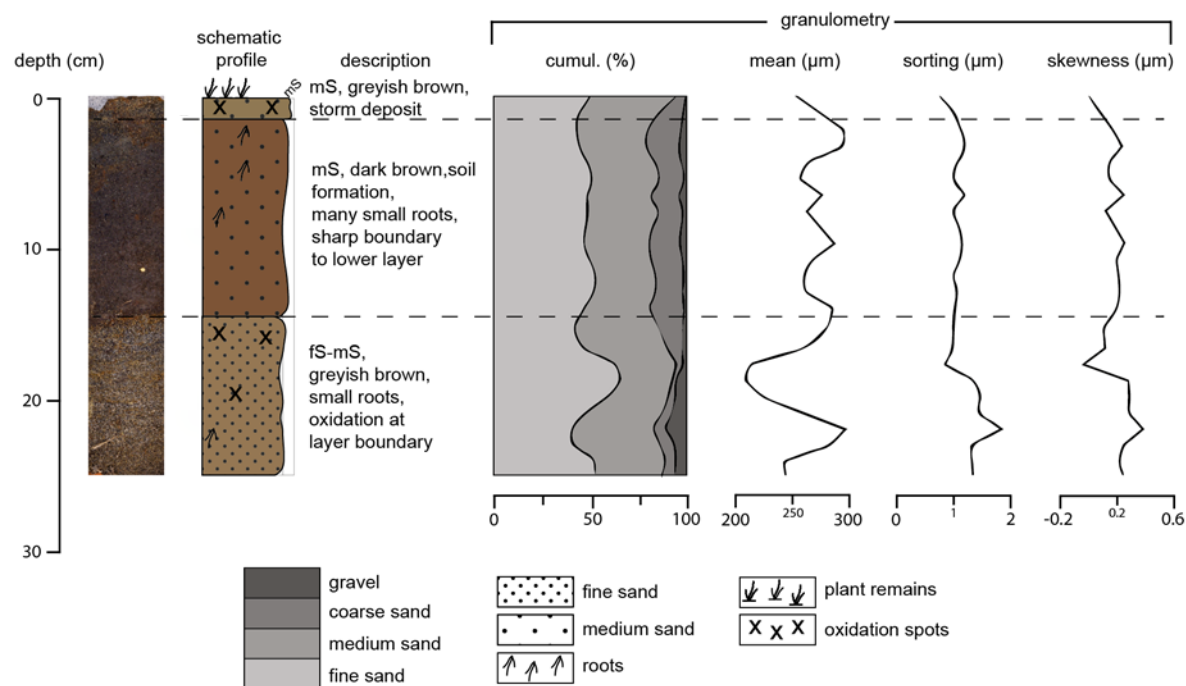 granulometry
depth (cm)
schematic
profile
description
cumul. (%)
mean (µm)
sorting (µm)
skewness (µm)
0
10
20
30
mS
mS, greyish brown,
storm deposit
mS, dark brown,soil
formation,
many small roots,
sharp boundary
to lower layer
fS-mS,
greyish brown,
small roots,
oxidation at
layer boundary
0 50 100
200 250 300
0 1 2
-0.2 0.2 0.6
gravel
coarse sand
medium sand
fine sand
fine sand
medium sand
roots
plant remains
oxidation spots